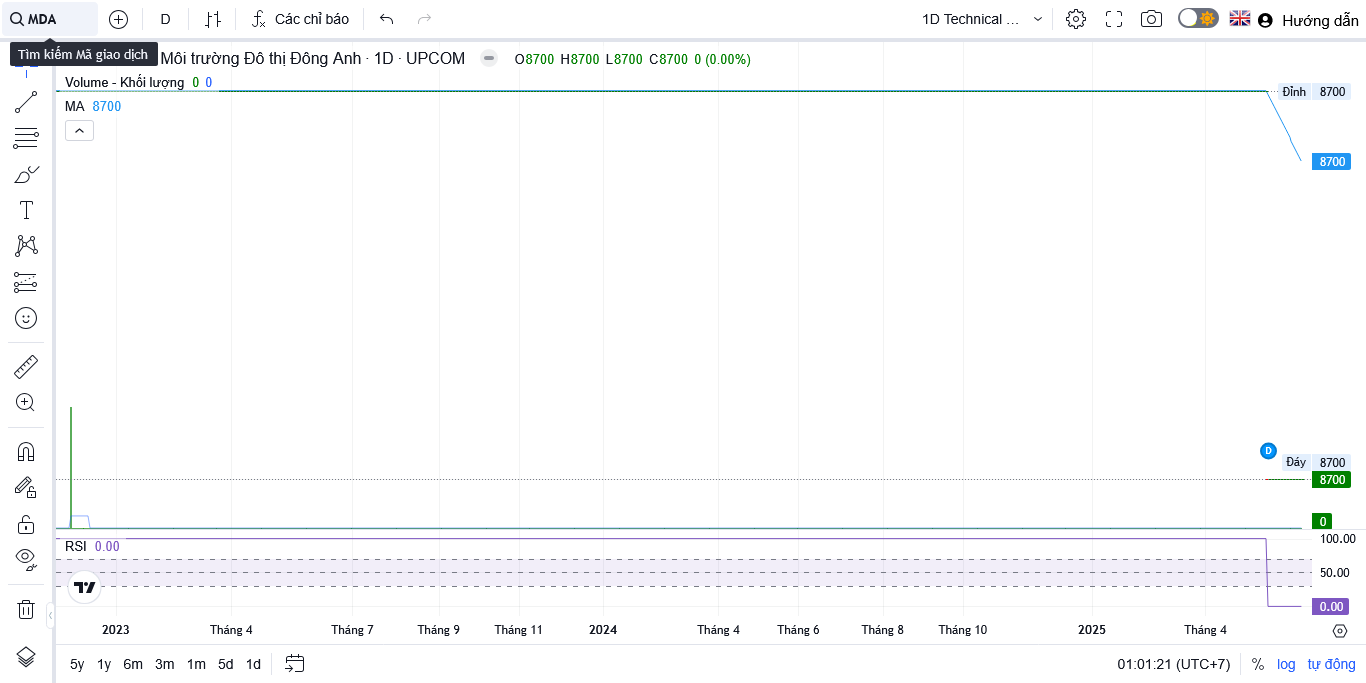 MDA
D
Các chỉ báo
1D Technical ...
Hướng dẫn
Tìm kiếm Mã giao dịch
Môi trường Đô thị Đông Anh · 1D · UPCOM
O8700 H8700 L8700 C8700 0 (0.00%)
Volume - Khối lượng 0 0
MA 8700
Đỉnh 8700
8700
D
Đáy 8700
8700
0
RSI 0.00
100.00
50.00
0.00
2023 Tháng 4 Tháng 7 Tháng 9 Tháng 11 2024 Tháng 4 Tháng 6 Tháng 8 Tháng 10 2025 Tháng 4
5y 1y 6m 3m 1m 5d 1d
01:01:21 (UTC+7) % log tự động